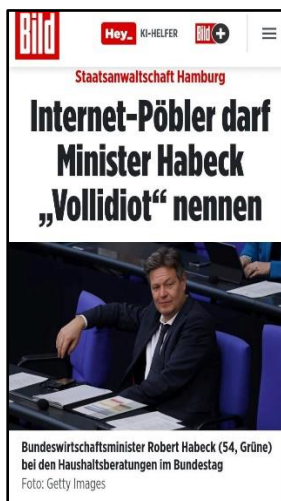 Bild
Hey_ KI-HELFER Bild +
Staatsanwaltschaft Hamburg
Internet-Pöbler darf
Minister Habeck
„Vollidiot“ nennen
Bundeswirtschaftsminister Robert Habeck (54, Grüne)
bei den Haushaltsberatungen im Bundestag
Foto: Getty Images